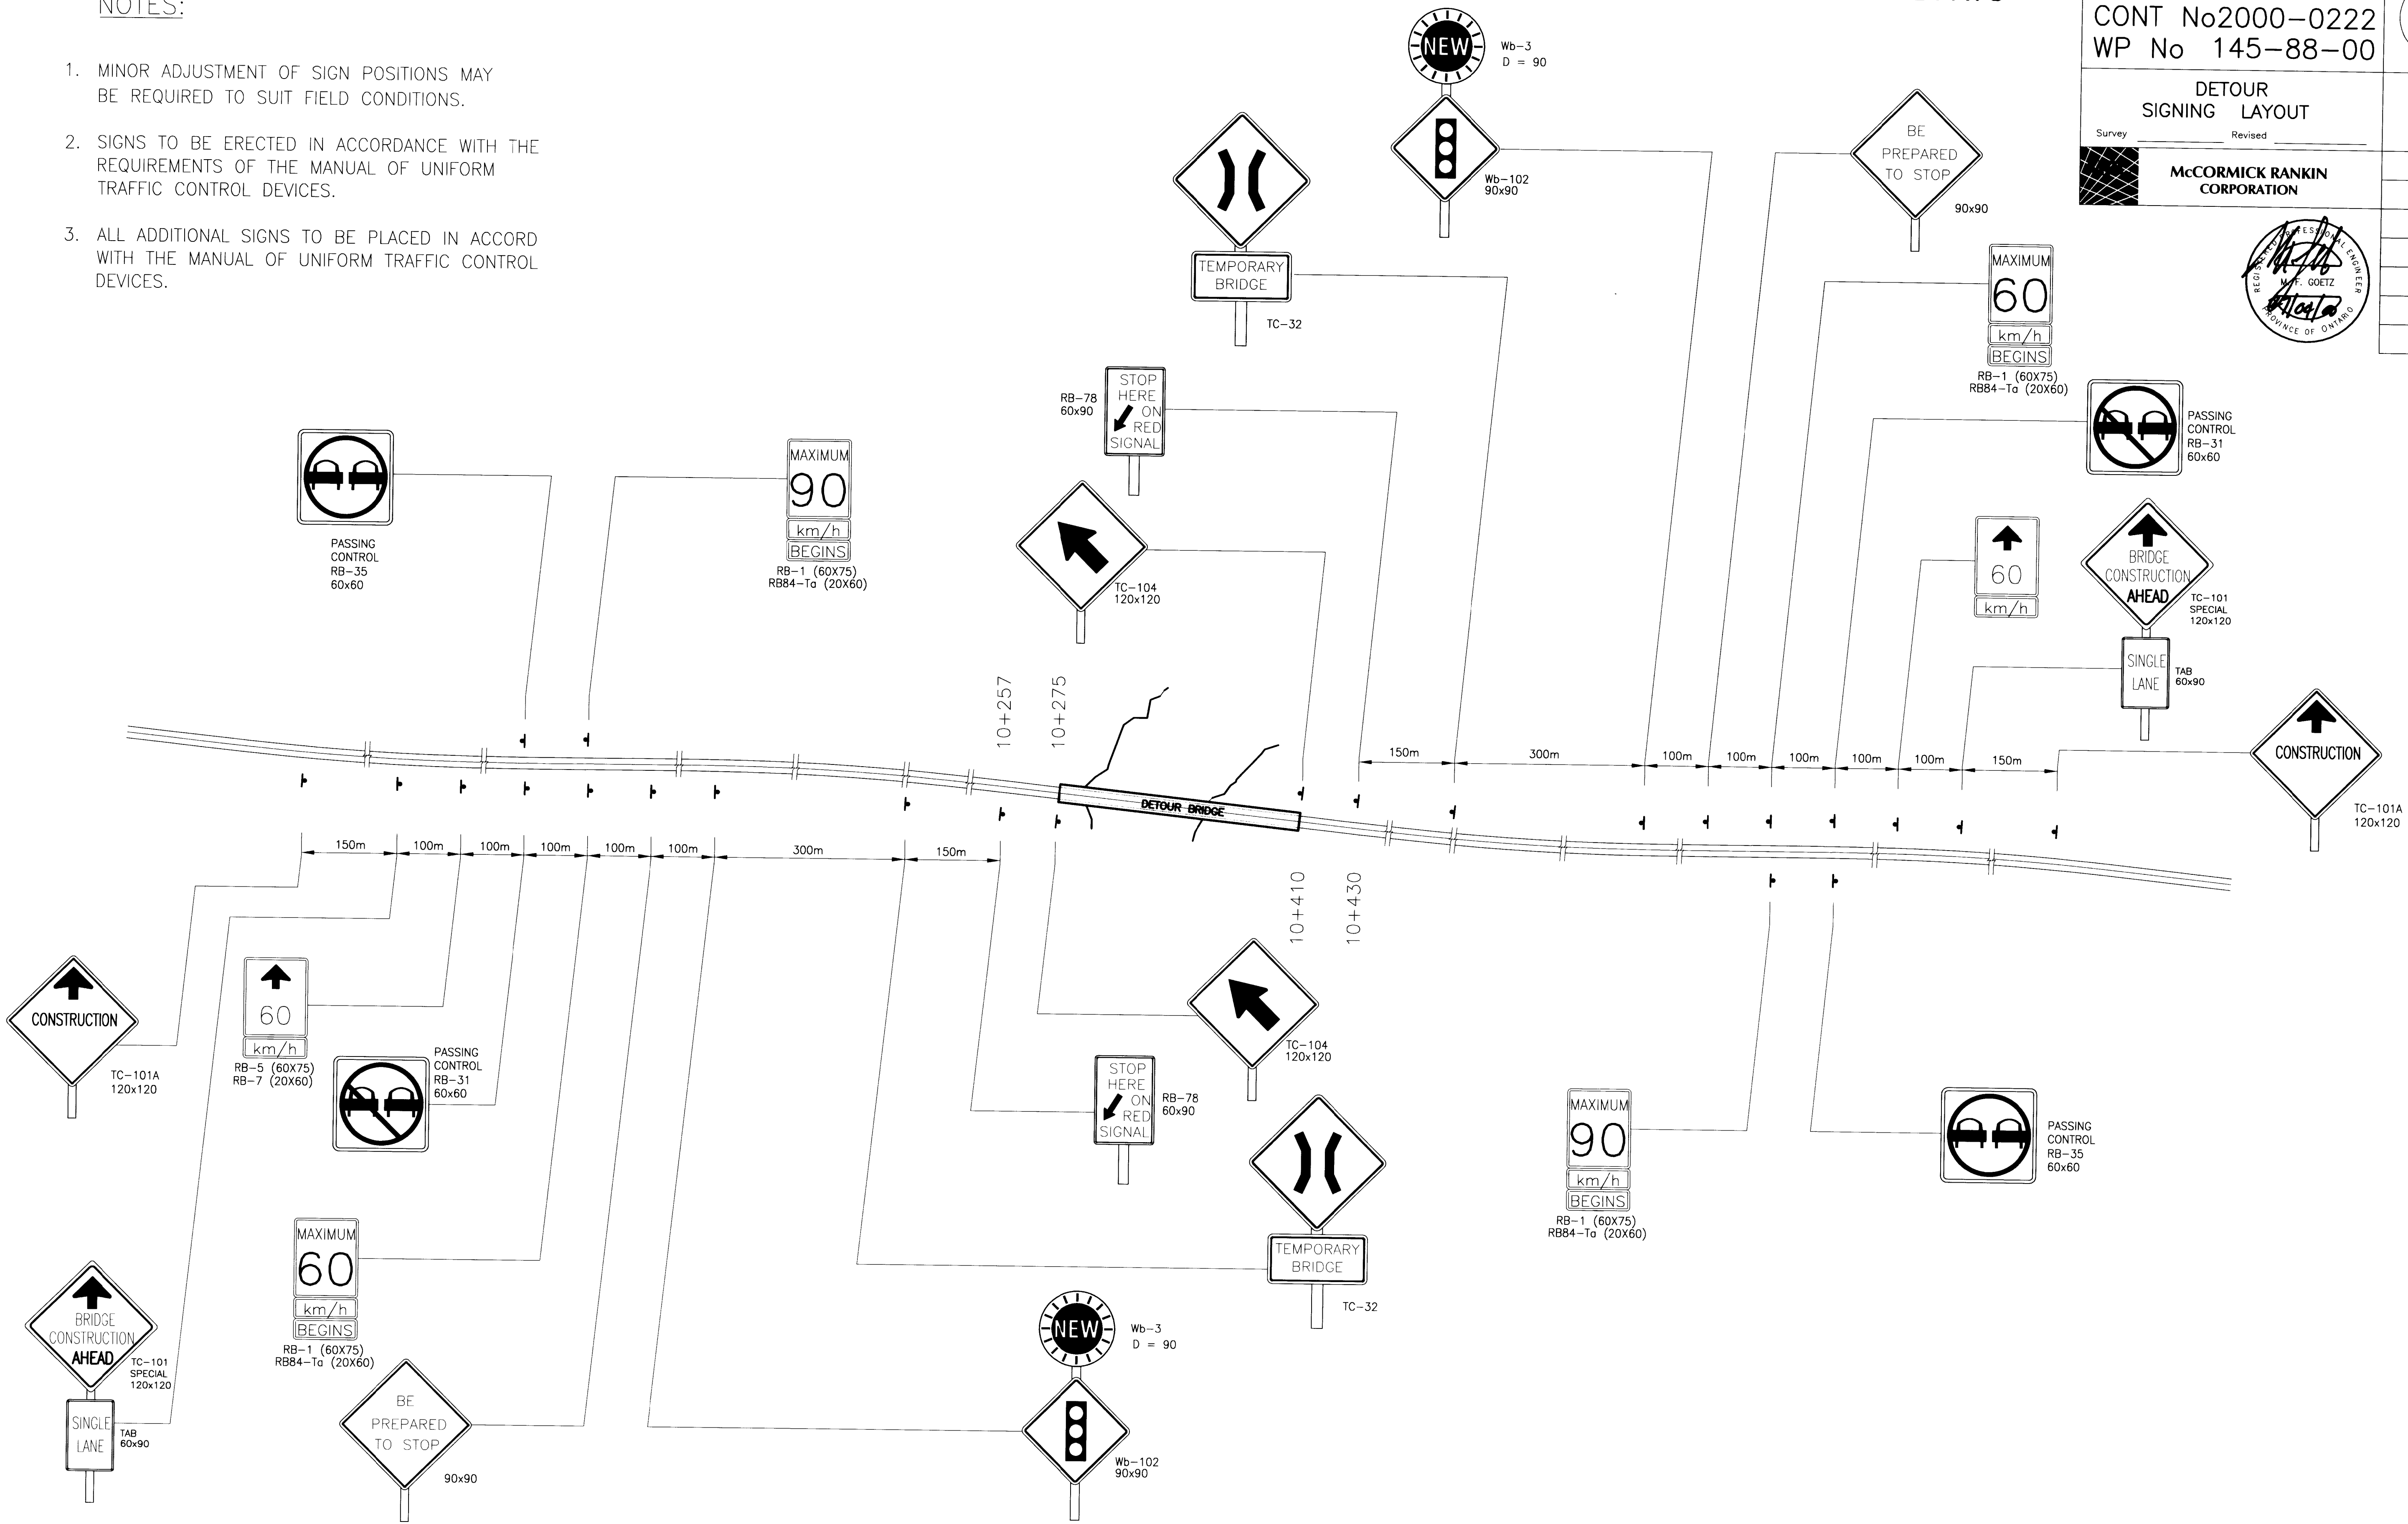 NOTES:
1. MINOR ADJUSTMENT OF SIGN POSITIONS MAY
BE REQUIRED TO SUIT FIELD CONDITIONS.
2. SIGNS TO BE ERECTED IN ACCORDANCE WITH THE
REQUIREMENTS OF THE MANUAL OF UNIFORM
TRAFFIC CONTROL DEVICES.
3. ALL ADDITIONAL SIGNS TO BE PLACED IN ACCORD
WITH THE MANUAL OF UNIFORM TRAFFIC CONTROL
DEVICES.
CONT No2000-0222
WP No 145-88-00
DETOUR
SIGNING LAYOUT
Survey Revised
McCORMICK RANKIN
CORPORATION
REGISTERED PROFESSIONAL ENGINEER
M. F. GOETZ
PROVINCE OF ONTARIO
NEW
Wb-3
D = 90
Wb-102
90x90
TEMPORARY
BRIDGE
TC-32
BE
PREPARED
TO STOP
90x90
MAXIMUM
60
km/h
BEGINS
RB-1 (60X75)
RB84-Ta (20X60)
STOP
HERE
ON
RED
SIGNAL
RB-78
60x90
PASSING
CONTROL
RB-31
60x60
PASSING
CONTROL
RB-35
60x60
MAXIMUM
90
km/h
BEGINS
RB-1 (60X75)
RB84-Ta (20X60)
TC-104
120x120
60
km/h
BRIDGE
CONSTRUCTION
AHEAD
TC-101
SPECIAL
120x120
SINGLE
LANE
TAB
60x90
CONSTRUCTION
TC-101A
120x120
10+257
10+275
150m
300m
100m
100m
100m
100m
100m
150m
DETOUR BRIDGE
150m
100m
100m
100m
100m
100m
300m
150m
10+410
10+430
CONSTRUCTION
TC-101A
120x120
60
km/h
RB-5 (60X75)
RB-7 (20X60)
PASSING
CONTROL
RB-31
60x60
TC-104
120x120
STOP
HERE
ON
RED
SIGNAL
RB-78
60x90
MAXIMUM
90
km/h
BEGINS
RB-1 (60X75)
RB84-Ta (20X60)
PASSING
CONTROL
RB-35
60x60
MAXIMUM
60
km/h
BEGINS
RB-1 (60X75)
RB84-Ta (20X60)
TEMPORARY
BRIDGE
TC-32
BRIDGE
CONSTRUCTION
AHEAD
TC-101
SPECIAL
120x120
SINGLE
LANE
TAB
60x90
BE
PREPARED
TO STOP
90x90
NEW
Wb-3
D = 90
Wb-102
90x90